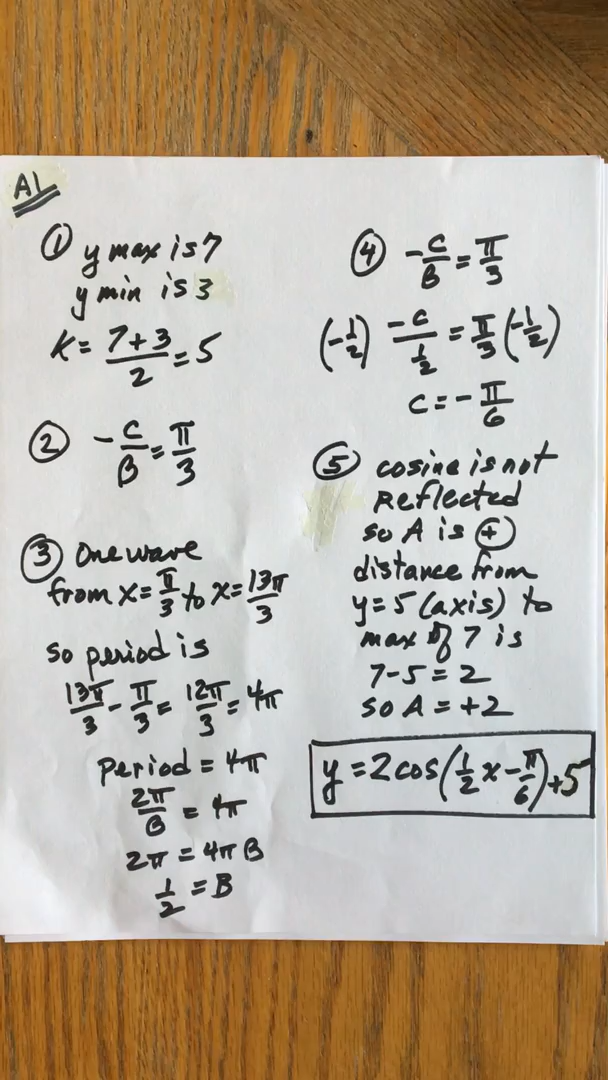 A1
① y max is 7
y min is 3
K = (7+3)/2 = 5
② -C/B = π/3
③ One wave
from x = π/3 to x = 13π/3
so period is
13π/3 - π/3 = 12π/3 = 4π
period = 4π
2π/B = 4π
2π = 4π B
1/2 = B
④ -C/B = π/3
(-1/2) -C/(1/2) = π/3 (-1/2)
C = -π/6
⑤ cosine is not
Reflected
so A is ⊕
distance from
y = 5 (axis) to
max of 7 is
7-5 = 2
so A = +2
y = 2 cos(1/2 x - π/6) + 5